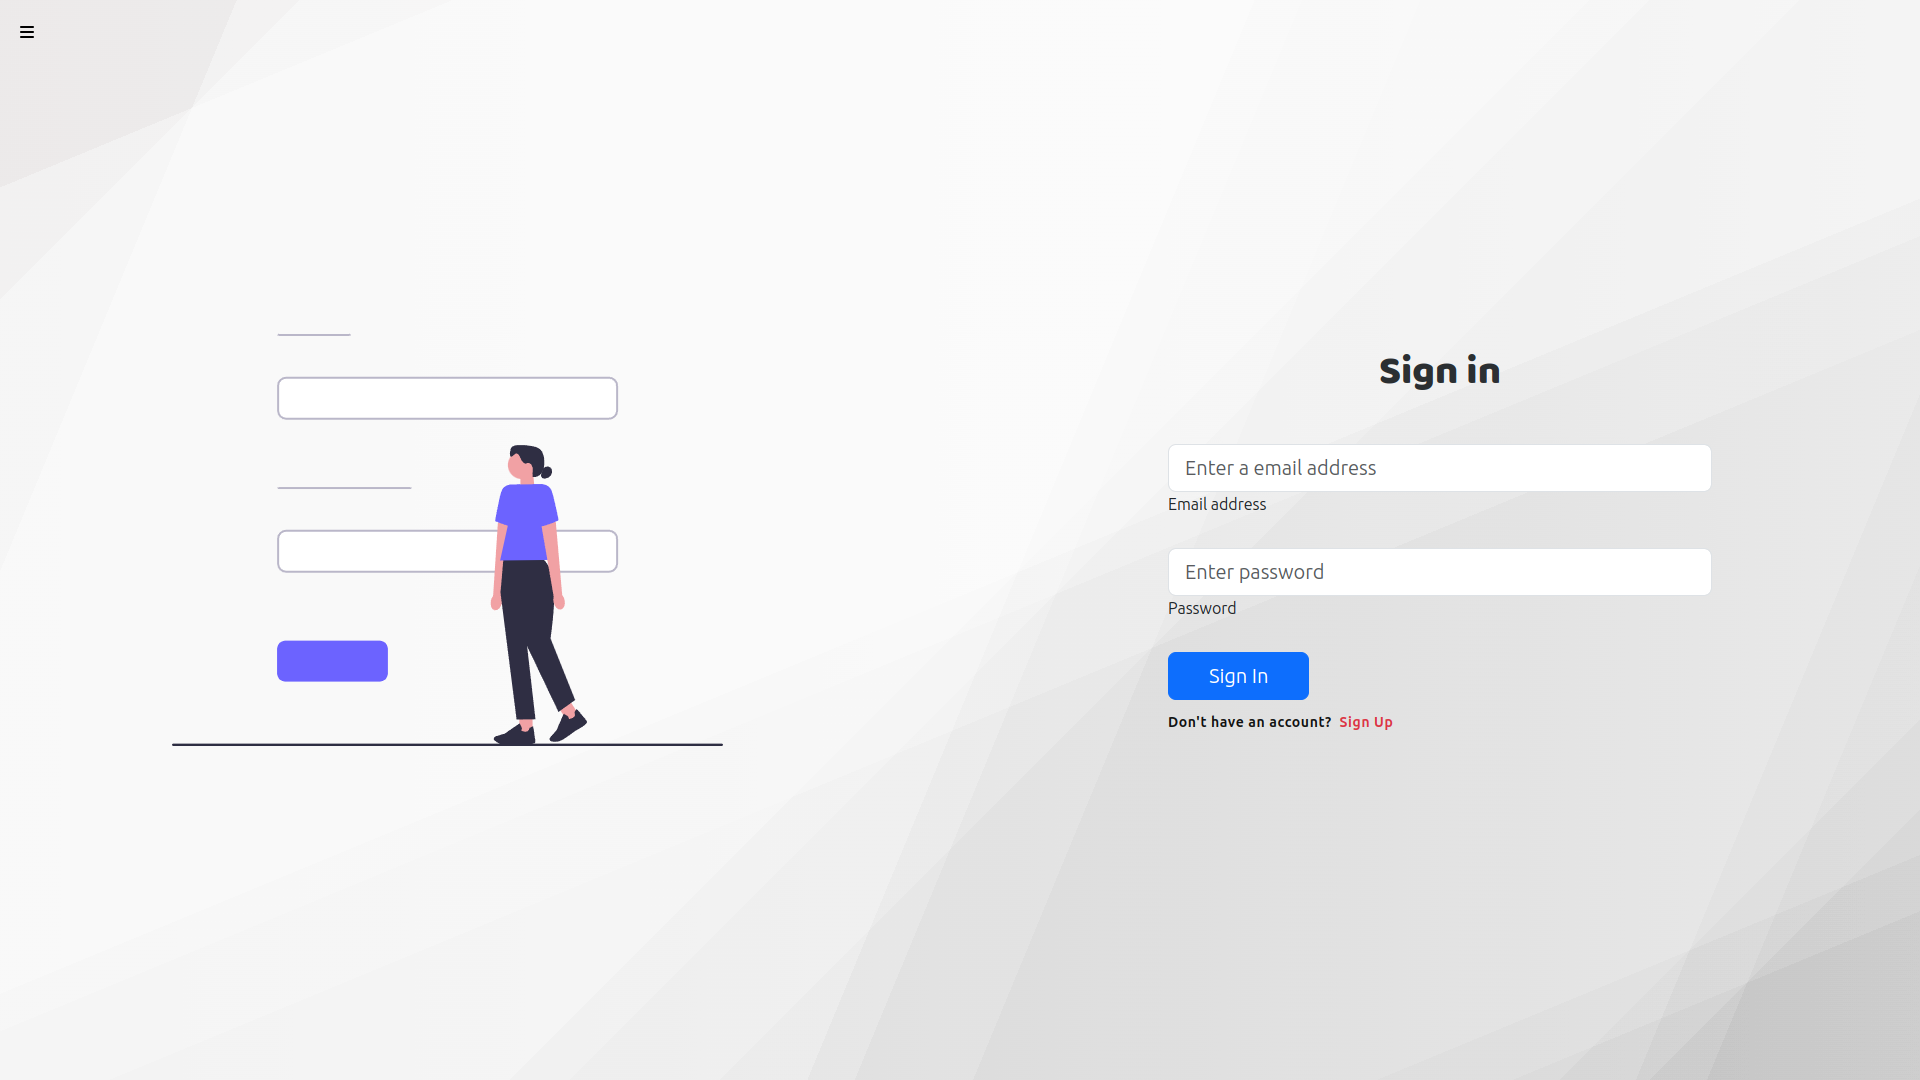 Sign in
Enter a email address
Email address
Enter password
Password
Sign In
Don't have an account? Sign Up